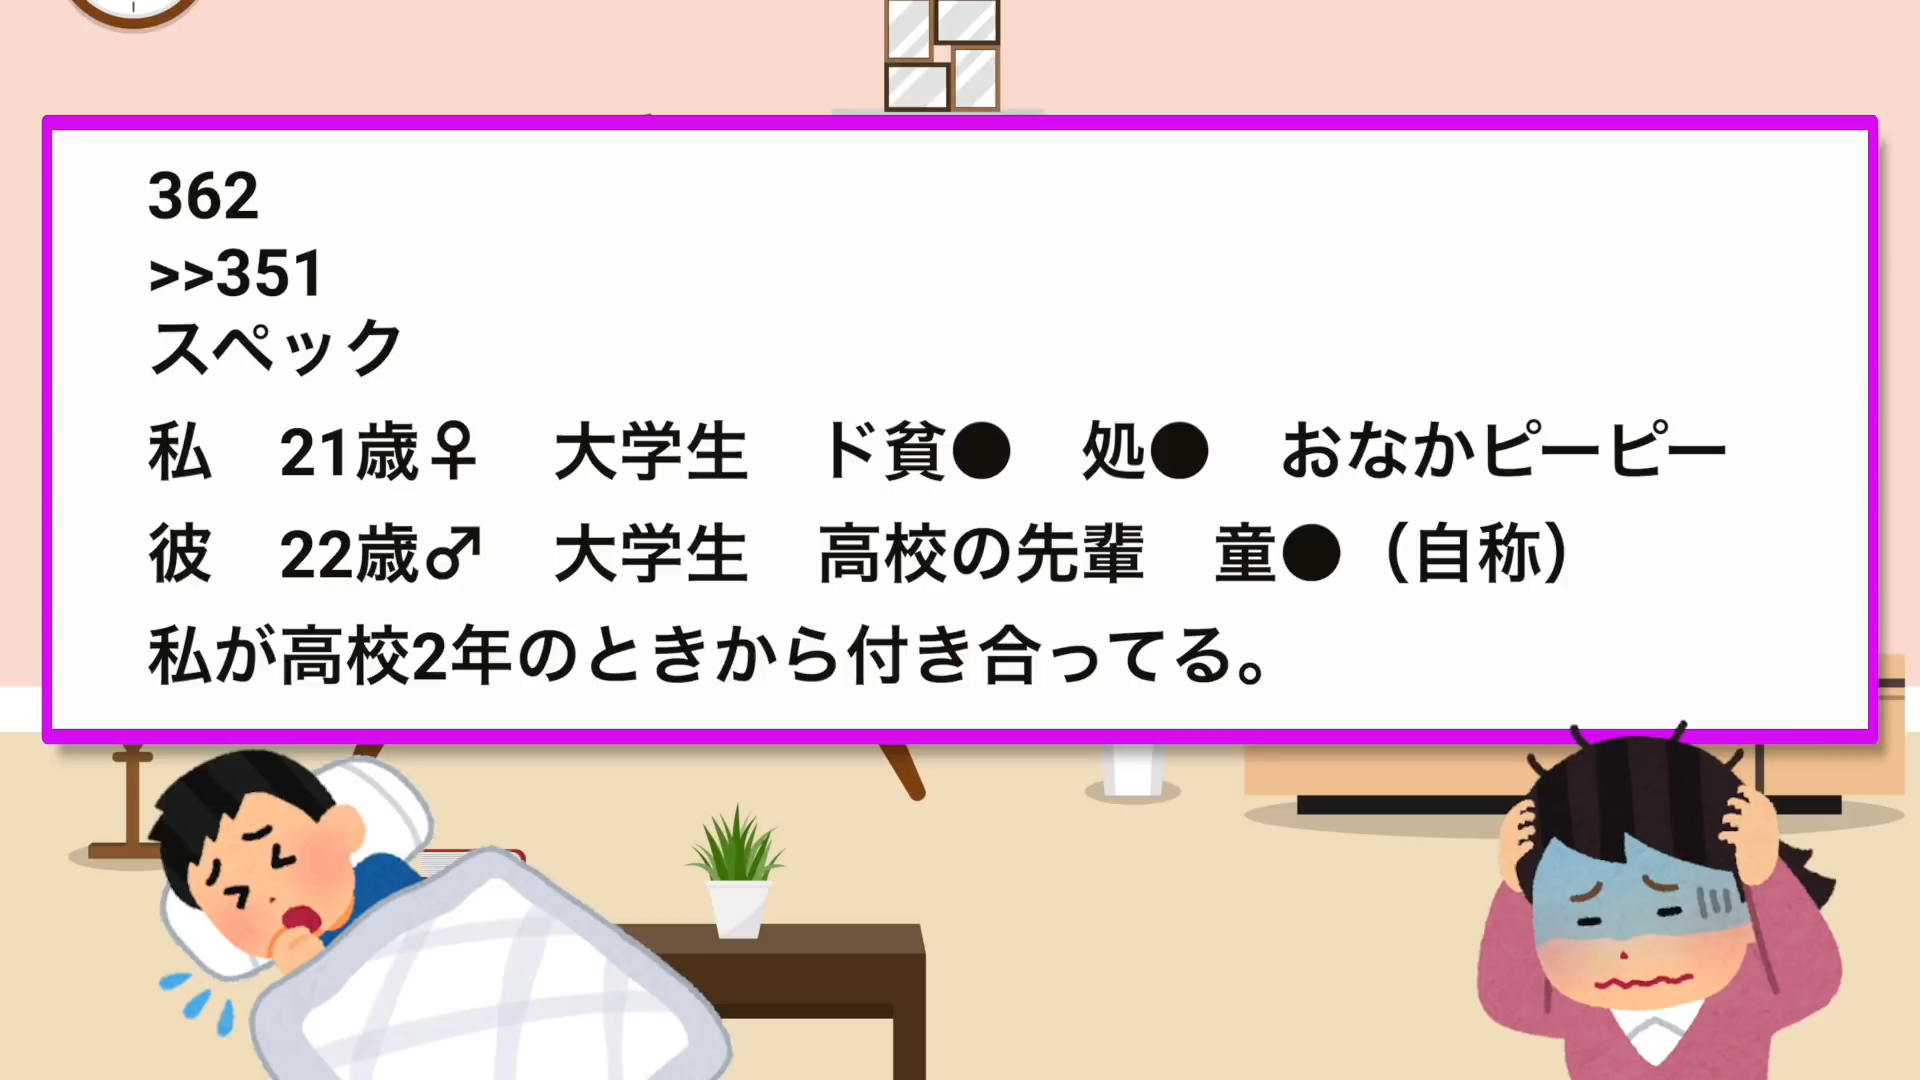 362
>>351
スペック
私　21歳♀　大学生　ド貧●　処●　おなかピーピー
彼　22歳♂　大学生　高校の先輩　童●（自称）
私が高校2年のときから付き合ってる。